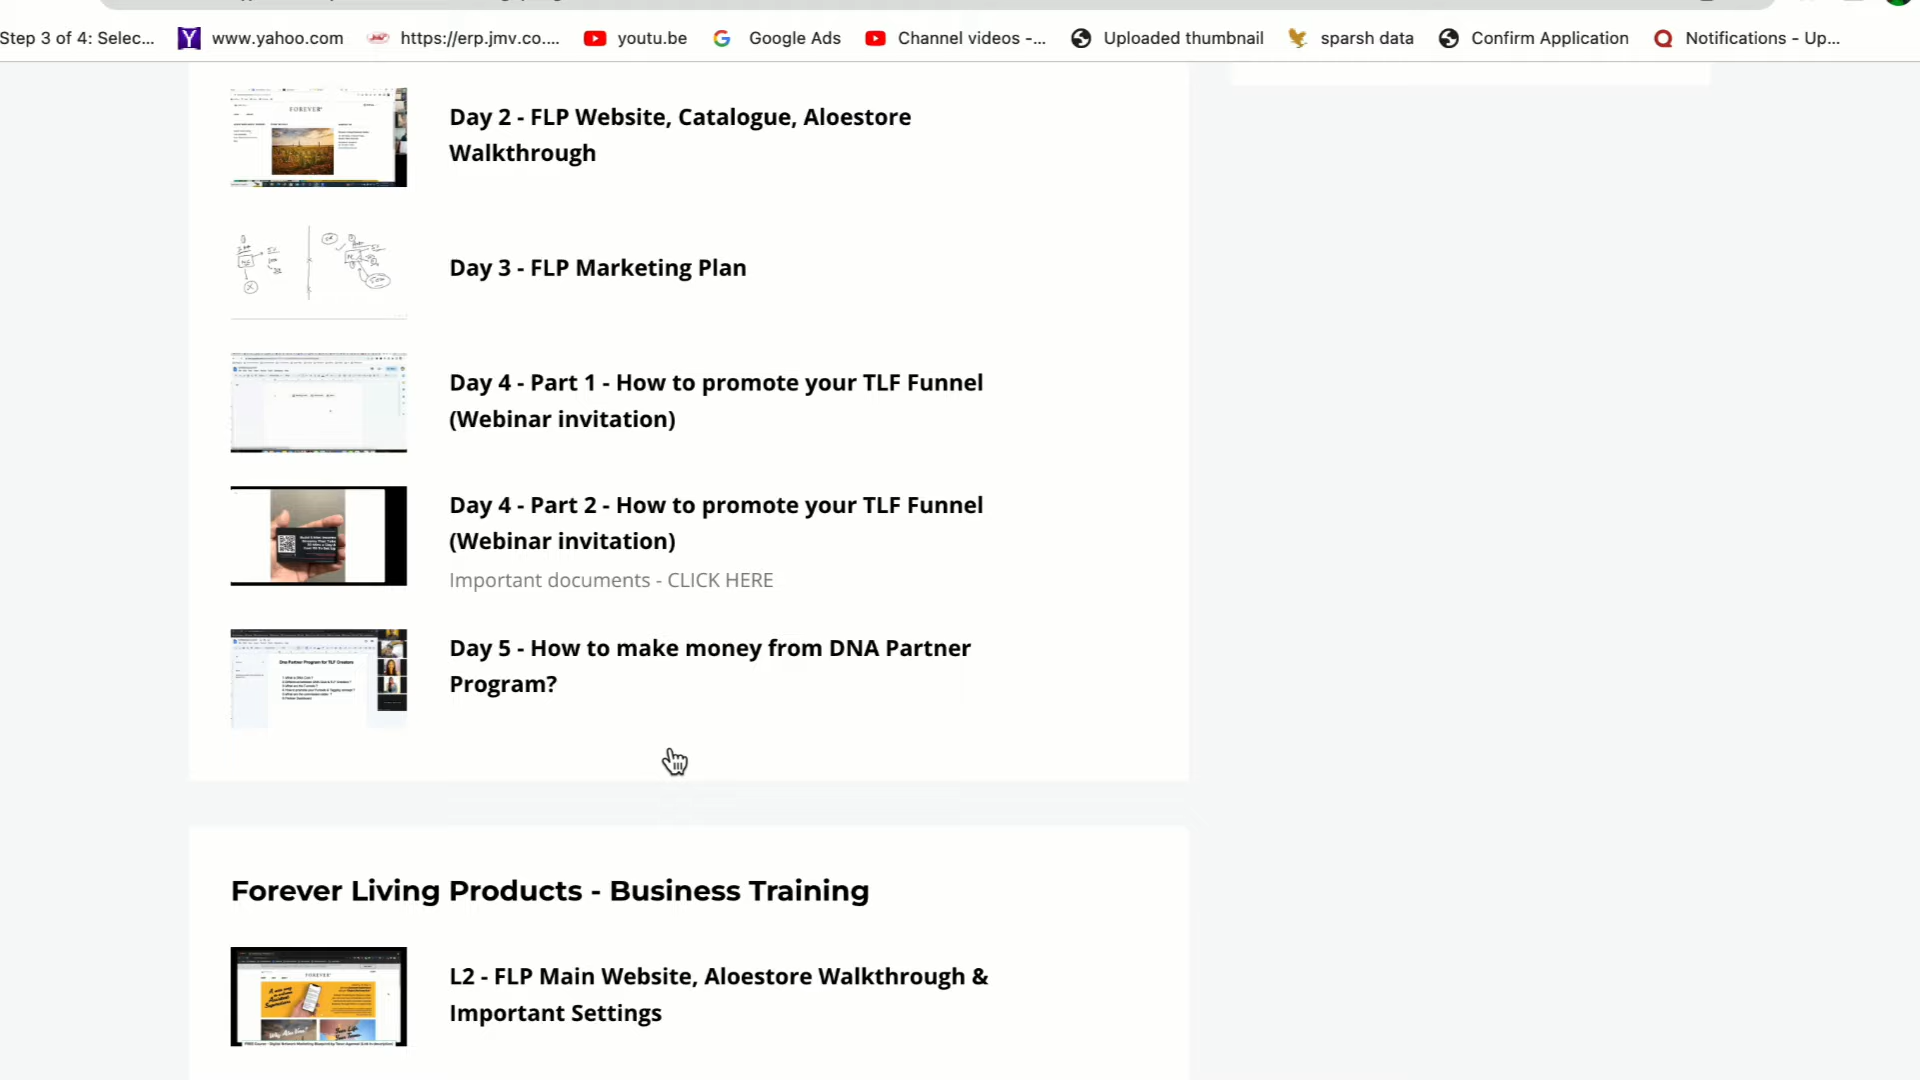 Step 3 of 4: Selec... www.yahoo.com https://erp.jmv.co.... youtu.be Google Ads Channel videos -... Uploaded thumbnail sparsh data Confirm Application Notifications - Up...
Day 2 - FLP Website, Catalogue, Aloestore
Walkthrough
FOREVER
Day 3 - FLP Marketing Plan
Day 4 - Part 1 - How to promote your TLF Funnel
(Webinar invitation)
Day 4 - Part 2 - How to promote your TLF Funnel
(Webinar invitation)
Important documents - CLICK HERE
Day 5 - How to make money from DNA Partner
Program?
Forever Living Products - Business Training
FOREVER
L2 - FLP Main Website, Aloestore Walkthrough &
Important Settings